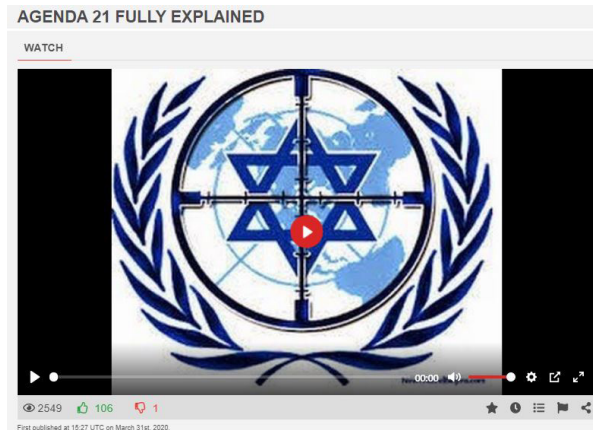 AGENDA 21 FULLY EXPLAINED
WATCH
00:00
2549 106 1
First published at 15:27 UTC on March 31st, 2020.